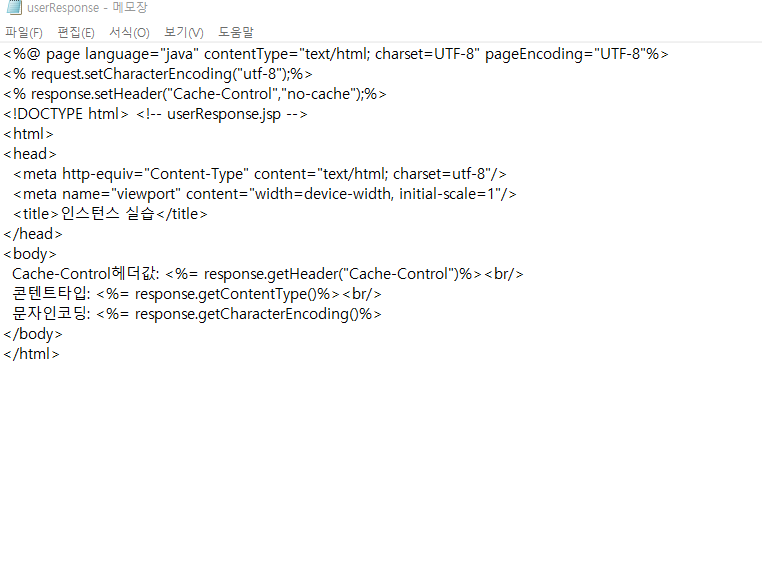 userResponse - 메모장
파일(F) 편집(E) 서식(O) 보기(V) 도움말
<%@ page language="java" contentType="text/html; charset=UTF-8" pageEncoding="UTF-8"%>
<% request.setCharacterEncoding("utf-8");%>
<% response.setHeader("Cache-Control","no-cache");%>
<!DOCTYPE html> <!-- userResponse.jsp -->
<html>
<head>
  <meta http-equiv="Content-Type" content="text/html; charset=utf-8"/>
  <meta name="viewport" content="width=device-width, initial-scale=1"/>
  <title>인스턴스 실습</title>
</head>
<body>
  Cache-Control헤더값: <%= response.getHeader("Cache-Control")%><br/>
  콘텐트타입: <%= response.getContentType()%><br/>
  문자인코딩: <%= response.getCharacterEncoding()%>
</body>
</html>